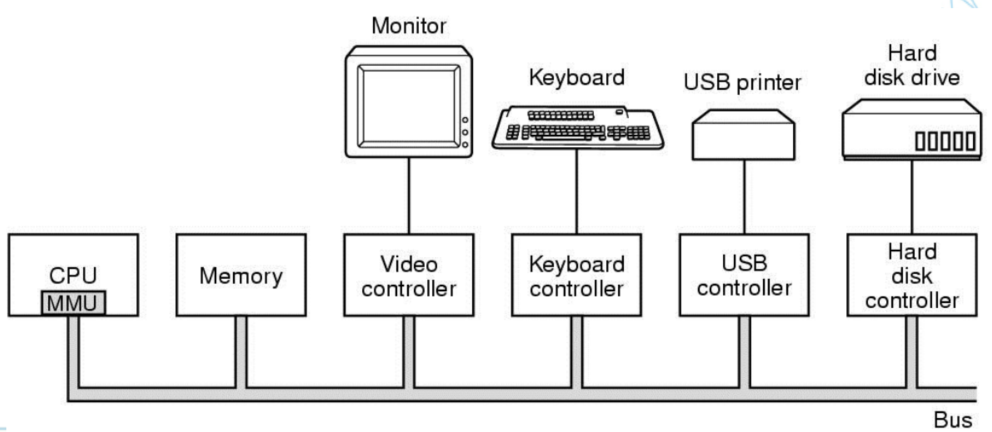 Monitor
Keyboard
USB printer
Hard
disk drive
CPU
MMU
Memory
Video
controller
Keyboard
controller
USB
controller
Hard
disk
controller
Bus